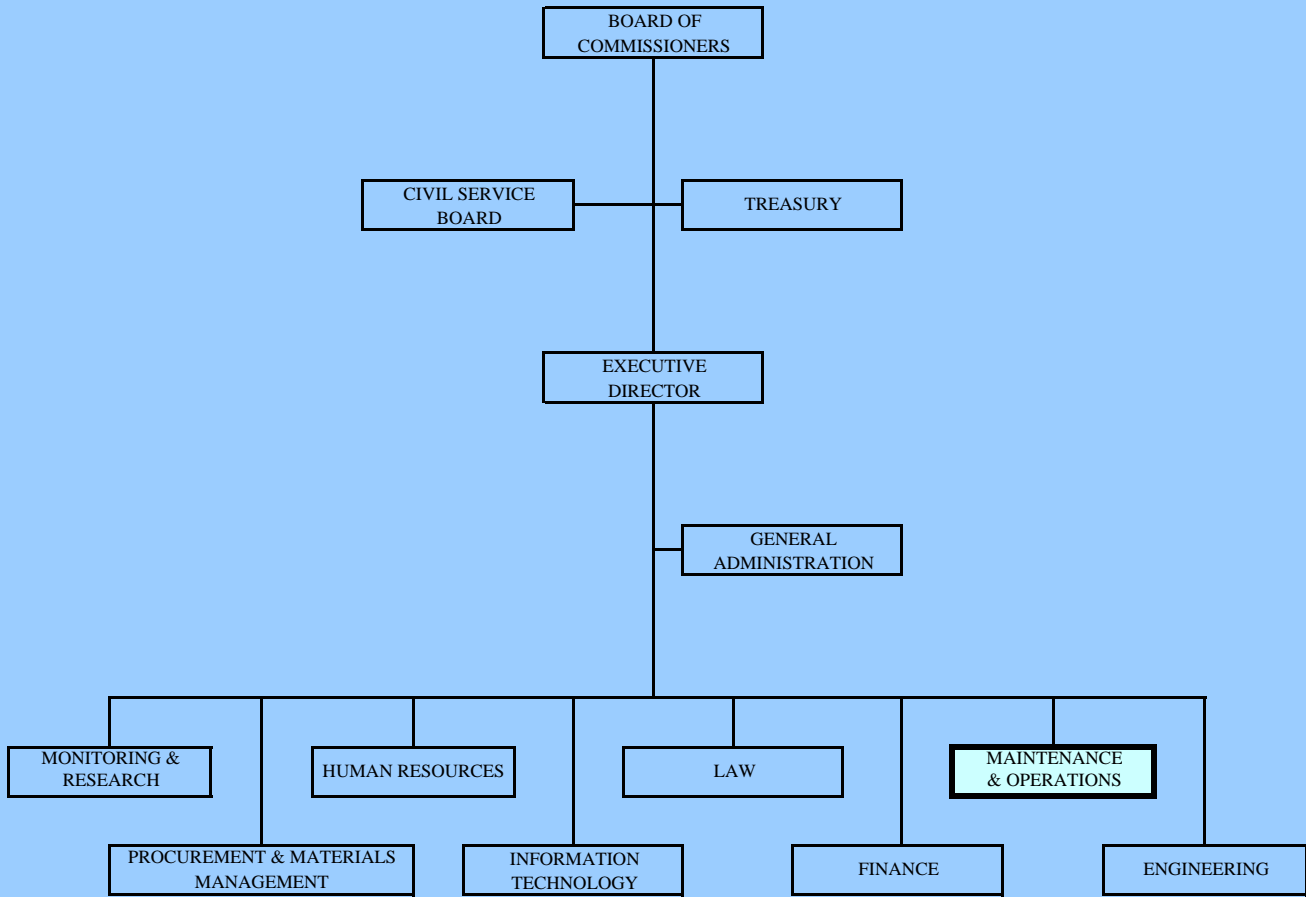 BOARD OF
COMMISSIONERS
CIVIL SERVICE
BOARD
TREASURY
EXECUTIVE
DIRECTOR
GENERAL
ADMINISTRATION
MONITORING &
RESEARCH
HUMAN RESOURCES
LAW
MAINTENANCE
& OPERATIONS
PROCUREMENT & MATERIALS
MANAGEMENT
INFORMATION
TECHNOLOGY
FINANCE
ENGINEERING